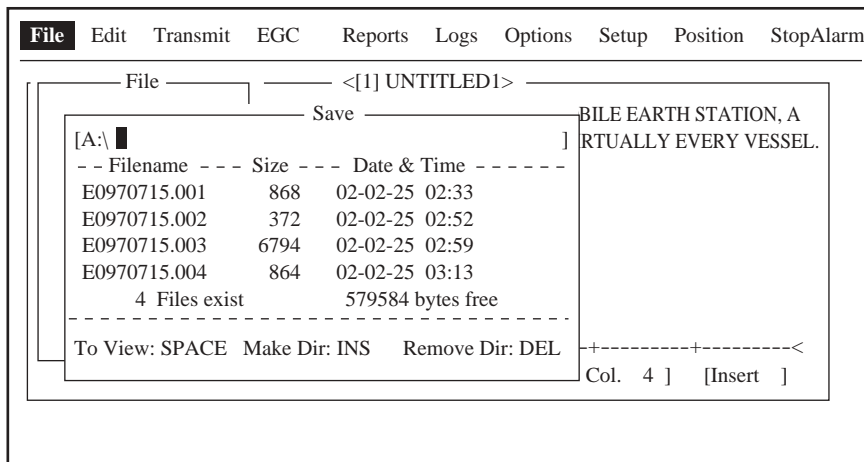 File Edit Transmit EGC Reports Logs Options Setup Position StopAlarm
File <[1] UNTITLED1>
Save
BILE EARTH STATION, A
[A:\ ]
RTUALLY EVERY VESSEL.
– – Filename – – – Size – – – Date & Time – – – – – –
E0970715.001 868 02-02-25 02:33
E0970715.002 372 02-02-25 02:52
E0970715.003 6794 02-02-25 02:59
E0970715.004 864 02-02-25 03:13
4 Files exist 579584 bytes free
To View: SPACE Make Dir: INS Remove Dir: DEL
-+---------+---------<
Col. 4 ] [Insert ]